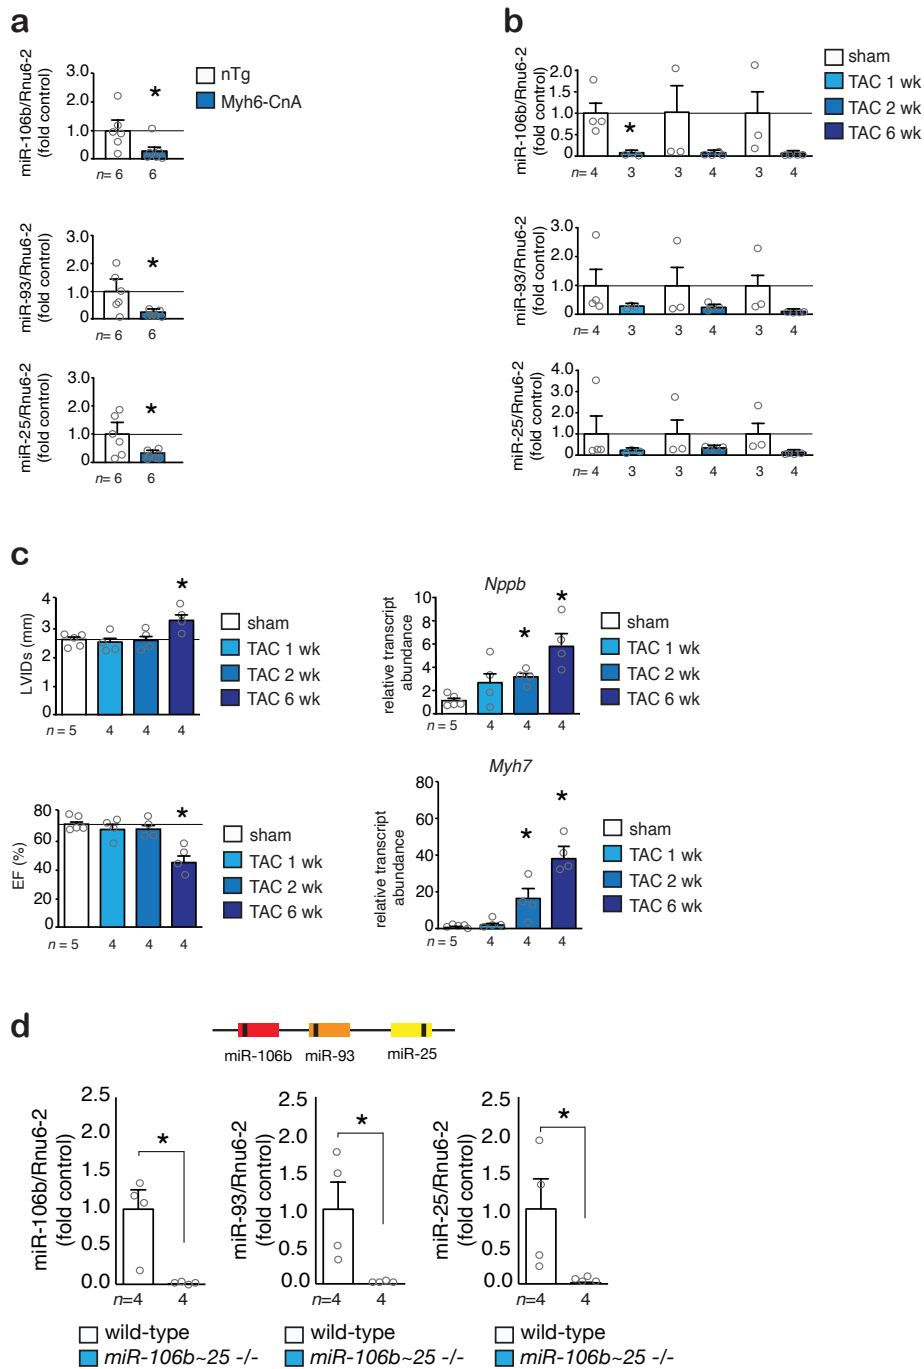 a
miR-106b/Rnu6-2
(fold control)
3.0
2.0
1.0
0.0
*
nTg
Myh6-CnA
n= 6
6
miR-93/Rnu6-2
(fold control)
3.0
2.0
1.0
0.0
*
n= 6
6
miR-25/Rnu6-2
(fold control)
3.0
2.0
1.0
0.0
*
n= 6
6
b
miR-106b/Rnu6-2
(fold control)
2.0
1.5
1.0
0.5
0
*
sham
TAC 1 wk
TAC 2 wk
TAC 6 wk
n= 4
3
3
4
3
4
miR-93/Rnu6-2
(fold control)
3.0
2.0
1.0
0.0
n= 4
3
3
4
3
4
miR-25/Rnu6-2
(fold control)
4.0
3.0
2.0
1.0
0.0
n= 4
3
3
4
3
4
c
LVIDs (mm)
4
3
2
1
0
*
sham
TAC 1 wk
TAC 2 wk
TAC 6 wk
n = 5
4
4
4
Nppb
relative transcript
abundance
10
8
6
4
2
0
*
*
sham
TAC 1 wk
TAC 2 wk
TAC 6 wk
n = 5
4
4
4
EF (%)
80
60
40
20
0
*
sham
TAC 1 wk
TAC 2 wk
TAC 6 wk
n = 5
4
4
4
Myh7
relative transcript
abundance
80
60
40
20
0
*
*
sham
TAC 1 wk
TAC 2 wk
TAC 6 wk
n = 5
4
4
4
d
miR-106b
miR-93
miR-25
miR-106b/Rnu6-2
(fold control)
2.5
2.0
1.5
1.0
0.5
0.0
*
n=4
4
wild-type
miR-106b~25 -/-
miR-93/Rnu6-2
(fold control)
2.5
2.0
1.5
1.0
0.5
0.0
*
n=4
4
wild-type
miR-106b~25 -/-
miR-25/Rnu6-2
(fold control)
2.5
2.0
1.5
1.0
0.5
0.0
*
n=4
4
wild-type
miR-106b~25 -/-